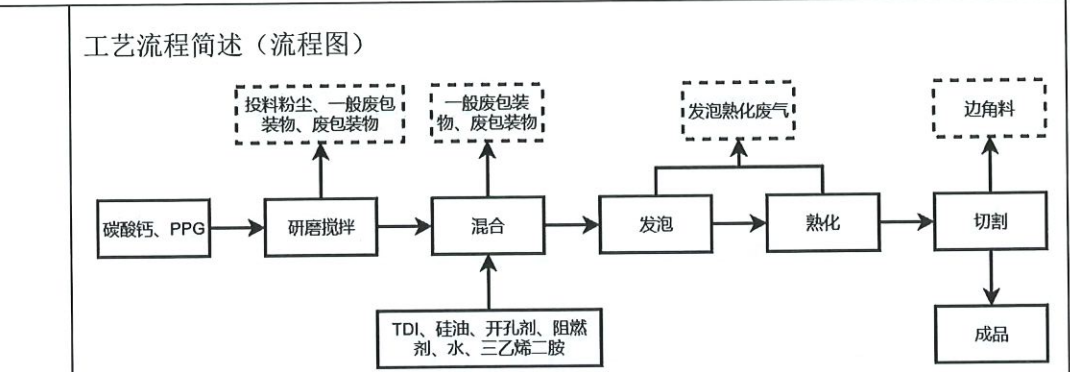 工艺流程简述（流程图）
投料粉尘、一般废包
装物、废包装物
一般废包装
物、废包装物
发泡熟化废气
边角料
碳酸钙、PPG
研磨搅拌
混合
发泡
熟化
切割
TDI、硅油、开孔剂、阻燃
剂、水、三乙烯二胺
成品